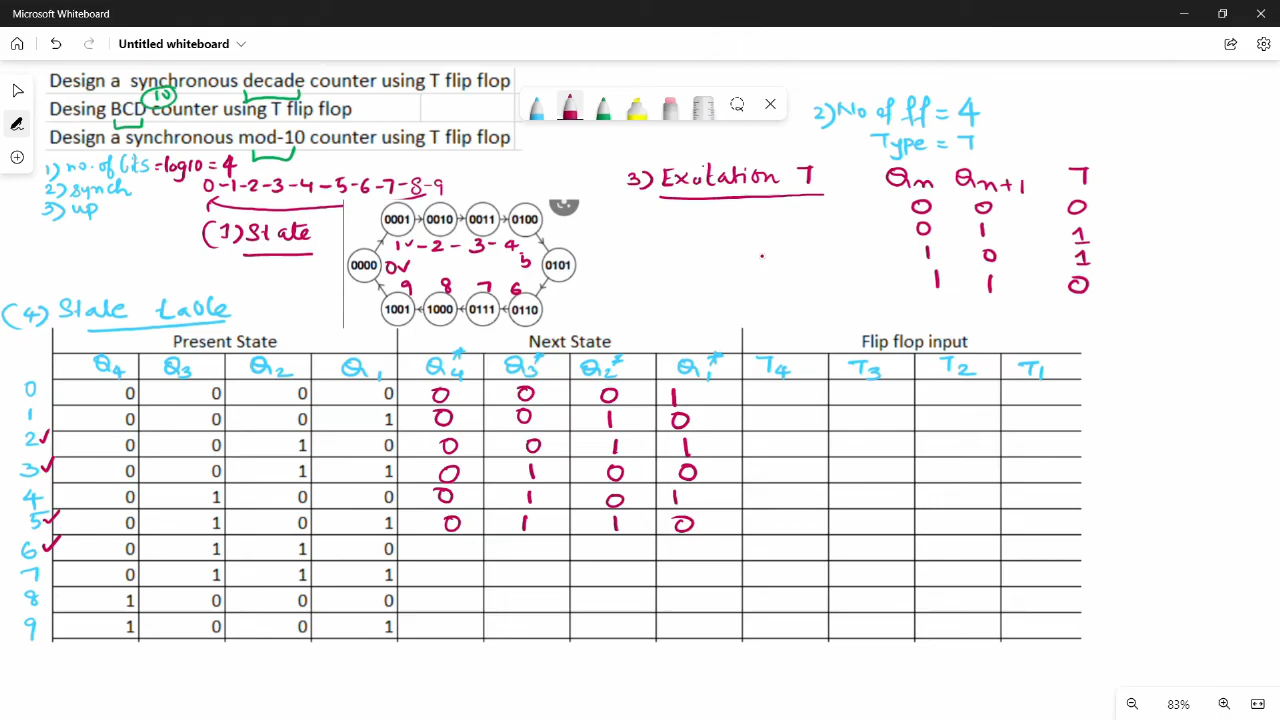 Microsoft Whiteboard
Untitled whiteboard
Design a synchronous decade counter using T flip flop
10
Desing BCD counter using T flip flop
Design a synchronous mod-10 counter using T flip flop
1) no. of bits =log10 = 4
2) synch
3) up
0 -1 -2 -3 -4 -5 -6 -7 -8 -9
(1) State
0001 0010 0011 0100
1 - 2 - 3 - 4
0000 0 5 0101
9 8 7 6
1001 1000 0111 0110
2) No of ff = 4
Type = T
3) Exitation T
Qn Qn+1 T
0 0 0
0 1 1
1 0 1
1 1 0
(4) State table
Present State Next State Flip flop input
Q4 Q3 Q2 Q1 Q4* Q3* Q2* Q1* T4 T3 T2 T1
0 0 0 0 0 0 0 0 1
1 0 0 0 1 0 0 1 0
2 0 0 1 0 0 0 1 1
3 0 0 1 1 0 1 0 0
4 0 1 0 0 0 1 0 1
5 0 1 0 1 0 1 1 0
6 0 1 1 0
7 0 1 1 1
8 1 0 0 0
9 1 0 0 1
83%